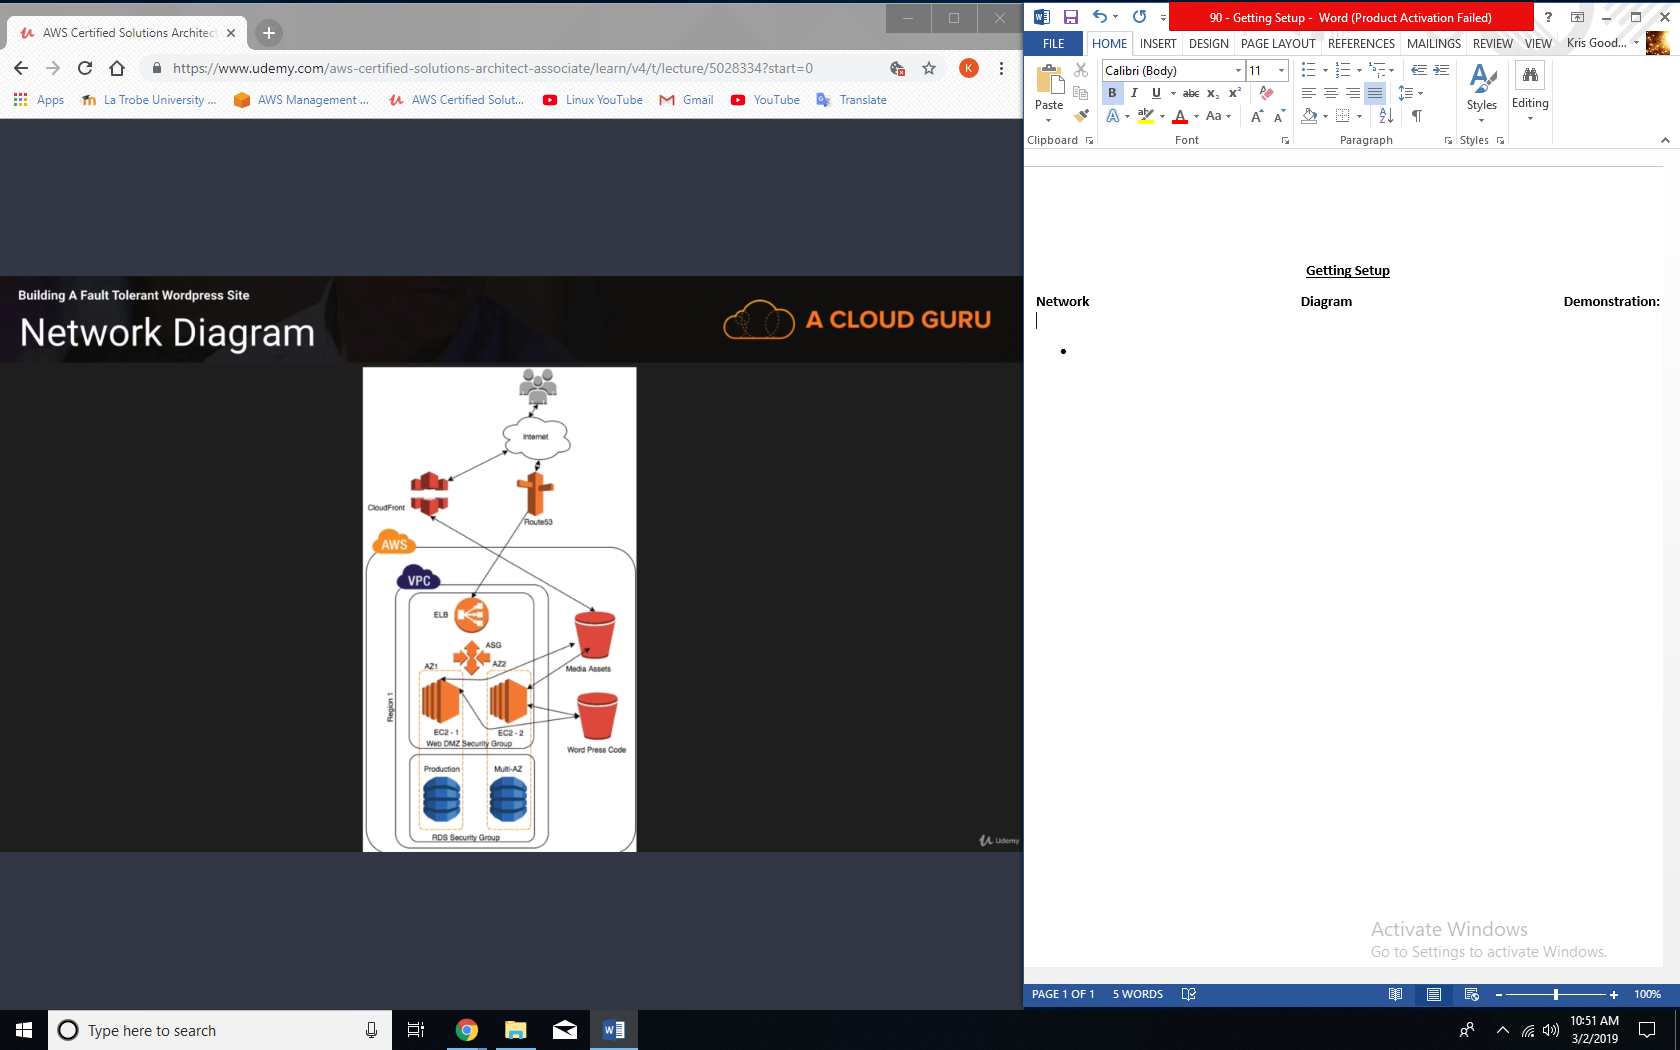 AWS Certified Solutions Architect
https://www.udemy.com/aws-certified-solutions-architect-associate/learn/v4/t/lecture/5028334?start=0
K
Apps
La Trobe University ...
AWS Management ...
AWS Certified Solut...
Linux YouTube
Gmail
YouTube
Translate
Building A Fault Tolerant Wordpress Site
Network Diagram
A CLOUD GURU
Internet
CloudFront
Route53
AWS
VPC
ELB
ASG
AZ1
AZ2
Media Assets
Region 1
EC2 - 1
EC2 - 2
Web DMZ Security Group
Word Press Code
Production
Multi-AZ
RDS Security Group
Udemy
90 - Getting Setup - Word (Product Activation Failed)
FILE
HOME
INSERT
DESIGN
PAGE LAYOUT
REFERENCES
MAILINGS
REVIEW
VIEW
Kris Good...
Paste
Calibri (Body)
11
B I U abc x₂ x²
A ab A Aa A A
Styles
Editing
Clipboard
Font
Paragraph
Styles
Getting Setup
Network Diagram Demonstration:
Activate Windows
Go to Settings to activate Windows.
PAGE 1 OF 1
5 WORDS
100%
Type here to search
10:51 AM
3/2/2019